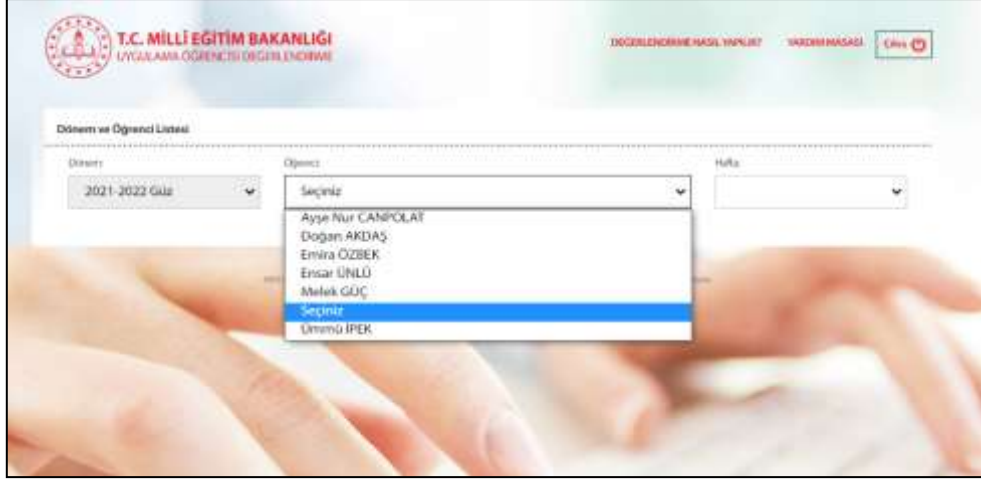 T.C. MİLLÎ EĞİTİM BAKANLIĞI
UYGULAMA ÖĞRENCİSİ DEĞERLENDİRME
DEĞERLENDİRME NASIL YAPILIR?
YARDIM MASASI
Çıkış
Dönem ve Öğrenci Listesi
Dönem
Öğrenci
Hafta
2021-2022 Güz
Seçiniz
Ayşe Nur CANPOLAT
Doğan AKDAŞ
Emira ÖZBEK
Ensar ÜNLÜ
Melek GÜÇ
Seçiniz
Ümmü İPEK